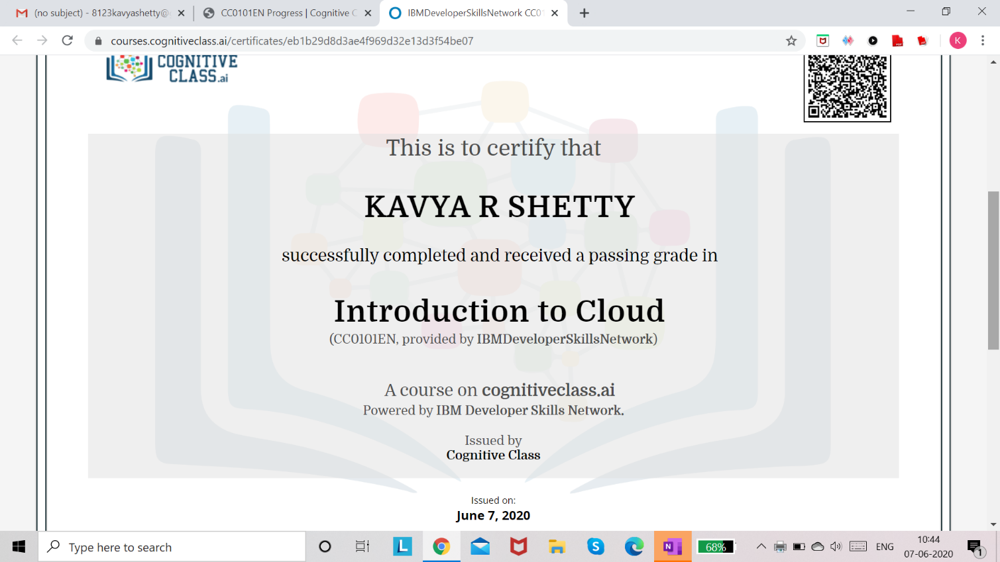 (no subject) - 8123kavyashetty@g
CC0101EN Progress | Cognitive C
IBMDeveloperSkillsNetwork CC01
courses.cognitiveclass.ai/certificates/eb1b29d8d3ae4f969d32e13d3f54be07
K
COGNITIVE
CLASS.ai
This is to certify that
KAVYA R SHETTY
successfully completed and received a passing grade in
Introduction to Cloud
(CC0101EN, provided by IBMDeveloperSkillsNetwork)
A course on cognitiveclass.ai
Powered by IBM Developer Skills Network.
Issued by
Cognitive Class
Issued on:
June 7, 2020
Type here to search
L
S
N
68%
ENG
10:44
07-06-2020
1